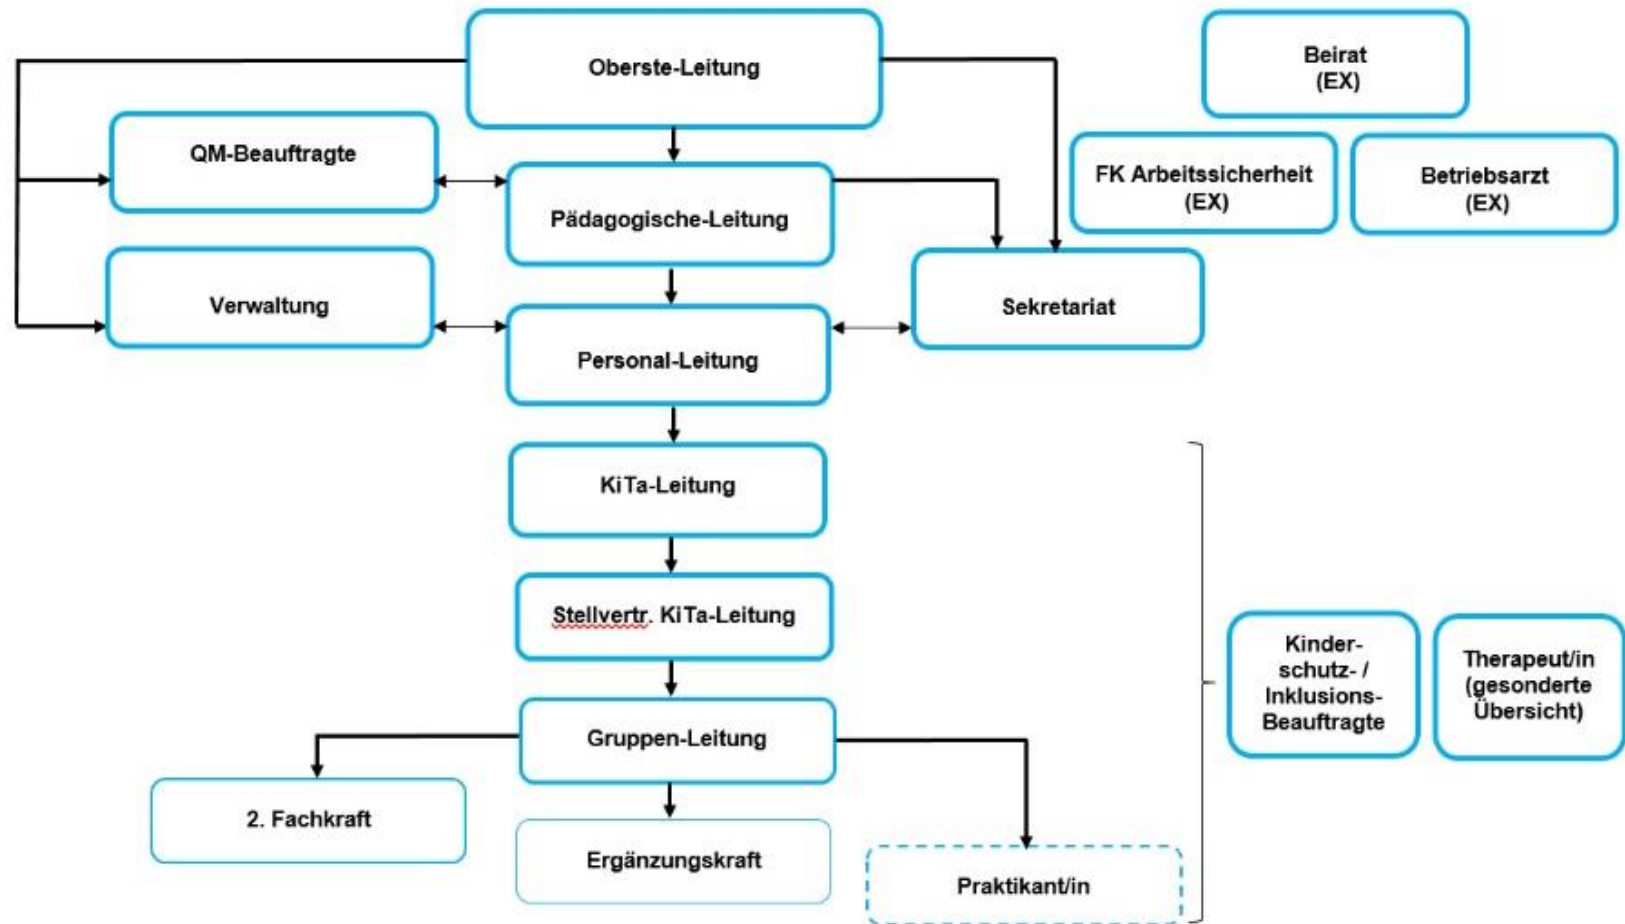 Oberste-Leitung
Beirat
(EX)
QM-Beauftragte
FK Arbeitssicherheit
(EX)
Betriebsarzt
(EX)
Pädagogische-Leitung
Verwaltung
Sekretariat
Personal-Leitung
KiTa-Leitung
Stellvertr. KiTa-Leitung
Kinder-
schutz- /
Inklusions-
Beauftragte
Therapeut/in
(gesonderte
Übersicht)
Gruppen-Leitung
2. Fachkraft
Ergänzungskraft
Praktikant/in